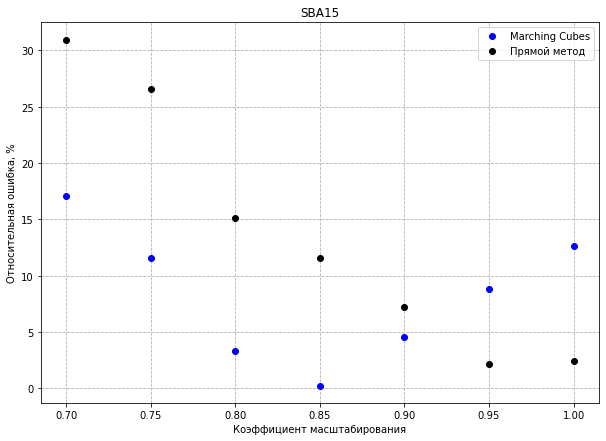 SBA15
Marching Cubes
Прямой метод
Относительная ошибка, %
30
25
20
15
10
5
0
0.70 0.75 0.80 0.85 0.90 0.95 1.00
Коэффициент масштабирования